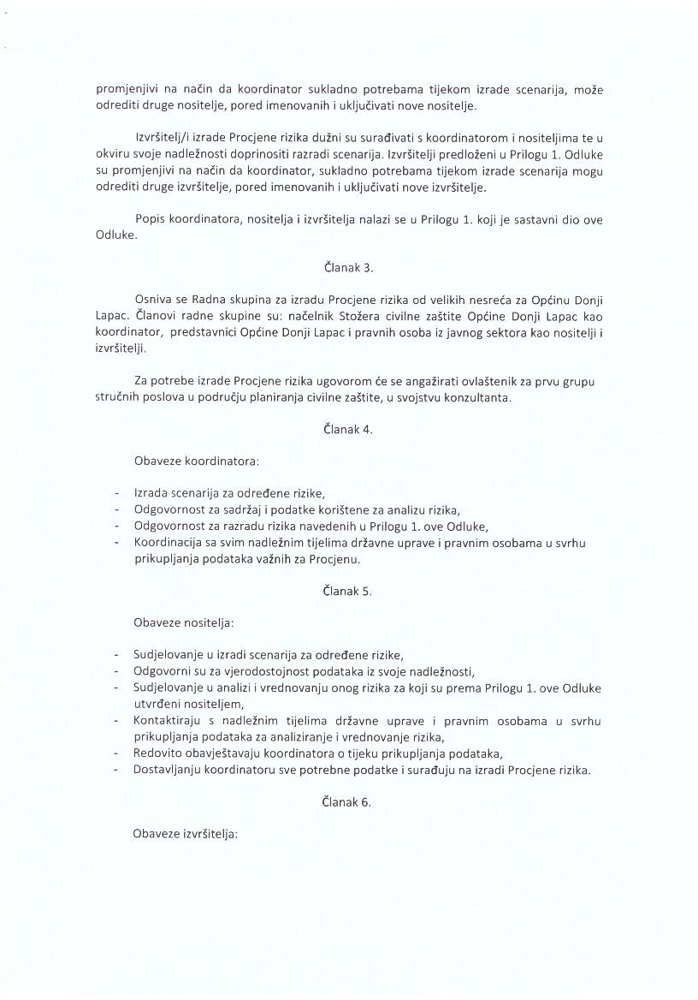 promjenjivi na način da koordinator sukladno potrebama tijekom izrade scenarija, može
odrediti druge nositelje, pored imenovanih i uključivati nove nositelje.
Izvršitelj/i izrade Procjene rizika dužni su surađivati s koordinatorom i nositeljima te u
okviru svoje nadležnosti doprinositi razradi scenarija. Izvršitelji predloženi u Prilogu 1. Odluke
su promjenjivi na način da koordinator, sukladno potrebama tijekom izrade scenarija mogu
odrediti druge izvršitelje, pored imenovanih i uključivati nove izvršitelje.
Popis koordinatora, nositelja i izvršitelja nalazi se u Prilogu 1. koji je sastavni dio ove
Odluke.
Članak 3.
Osniva se Radna skupina za izradu Procjene rizika od velikih nesreća za Općinu Donji
Lapac. Članovi radne skupine su: načelnik Stožera civilne zaštite Općine Donji Lapac kao
koordinator, predstavnici Općine Donji Lapac i pravnih osoba iz javnog sektora kao nositelji i
izvršitelji.
Za potrebe izrade Procjene rizika ugovorom će se angažirati ovlaštenik za prvu grupu
stručnih poslova u području planiranja civilne zaštite, u svojstvu konzultanta.
Članak 4.
Obaveze koordinatora:
- Izrada scenarija za određene rizike,
- Odgovornost za sadržaj i podatke korištene za analizu rizika,
- Odgovornost za razradu rizika navedenih u Prilogu 1. ove Odluke,
- Koordinacija sa svim nadležnim tijelima državne uprave i pravnim osobama u svrhu
prikupljanja podataka važnih za Procjenu.
Članak 5.
Obaveze nositelja:
- Sudjelovanje u izradi scenarija za određene rizike,
- Odgovorni su za vjerodostojnost podataka iz svoje nadležnosti,
- Sudjelovanje u analizi i vrednovanju onog rizika za koji su prema Prilogu 1. ove Odluke
utvrđeni nositeljem,
- Kontaktiraju s nadležnim tijelima državne uprave i pravnim osobama u svrhu
prikupljanja podataka za analiziranje i vrednovanje rizika,
- Redovito obavještavaju koordinatora o tijeku prikupljanja podataka,
- Dostavljanju koordinatoru sve potrebne podatke i surađuju na izradi Procjene rizika.
Članak 6.
Obaveze izvršitelja: